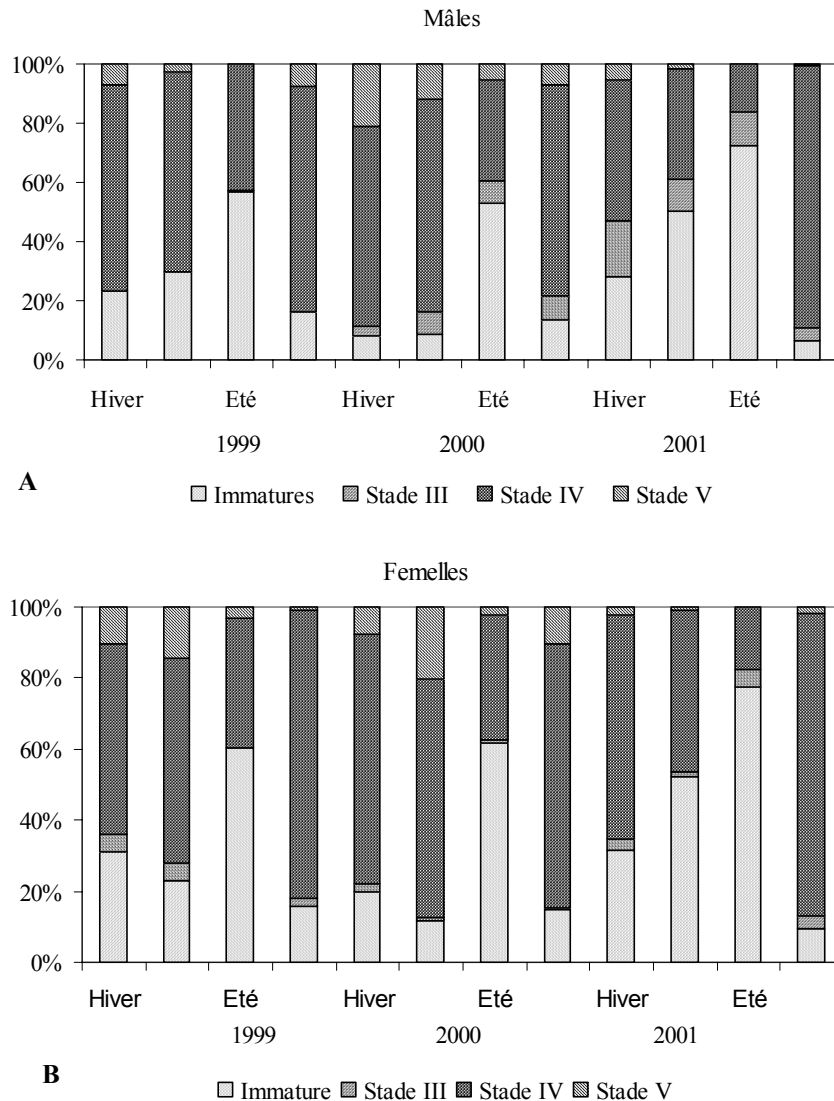 Mâles
100%
80%
60%
40%
20%
0%
Hiver Eté Hiver Eté Hiver Eté
1999 2000 2001
A
Immatures Stade III Stade IV Stade V
Femelles
100%
80%
60%
40%
20%
0%
Hiver Eté Hiver Eté Hiver Eté
1999 2000 2001
B
Immature Stade III Stade IV Stade V